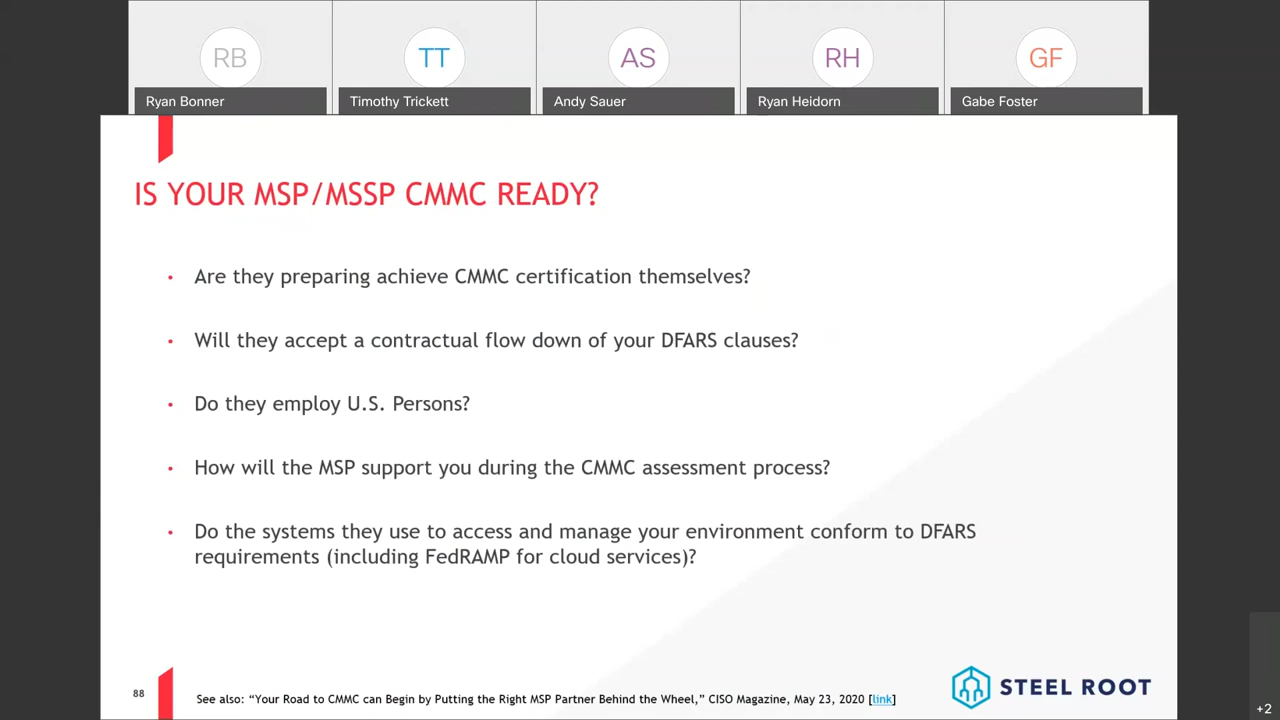 RB
TT
AS
RH
GF
Ryan Bonner
Timothy Trickett
Andy Sauer
Ryan Heidorn
Gabe Foster
IS YOUR MSP/MSSP CMMC READY?
• Are they preparing achieve CMMC certification themselves?
• Will they accept a contractual flow down of your DFARS clauses?
• Do they employ U.S. Persons?
• How will the MSP support you during the CMMC assessment process?
• Do the systems they use to access and manage your environment conform to DFARS
requirements (including FedRAMP for cloud services)?
88
See also: “Your Road to CMMC can Begin by Putting the Right MSP Partner Behind the Wheel,” CISO Magazine, May 23, 2020 [link]
STEEL ROOT
+2